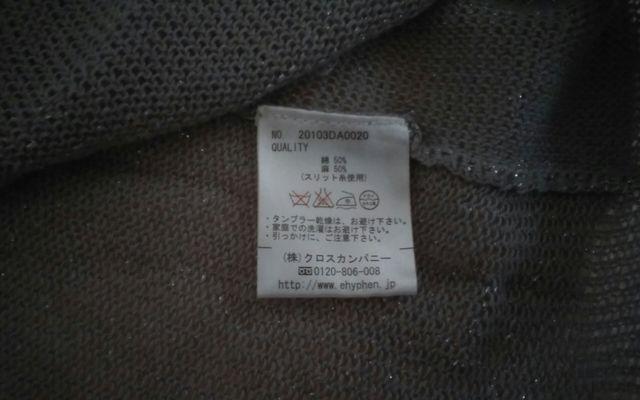 NO. 20103DA0020
QUALITY
綿 50%
麻 50%
(スリット糸使用)
・タンブラー乾燥は、お避け下さい。
・家庭での洗濯はお避け下さい。
・引っかけに、ご注意下さい。
(株)クロスカンパニー
0120-806-008
http://www.ehyphen.jp